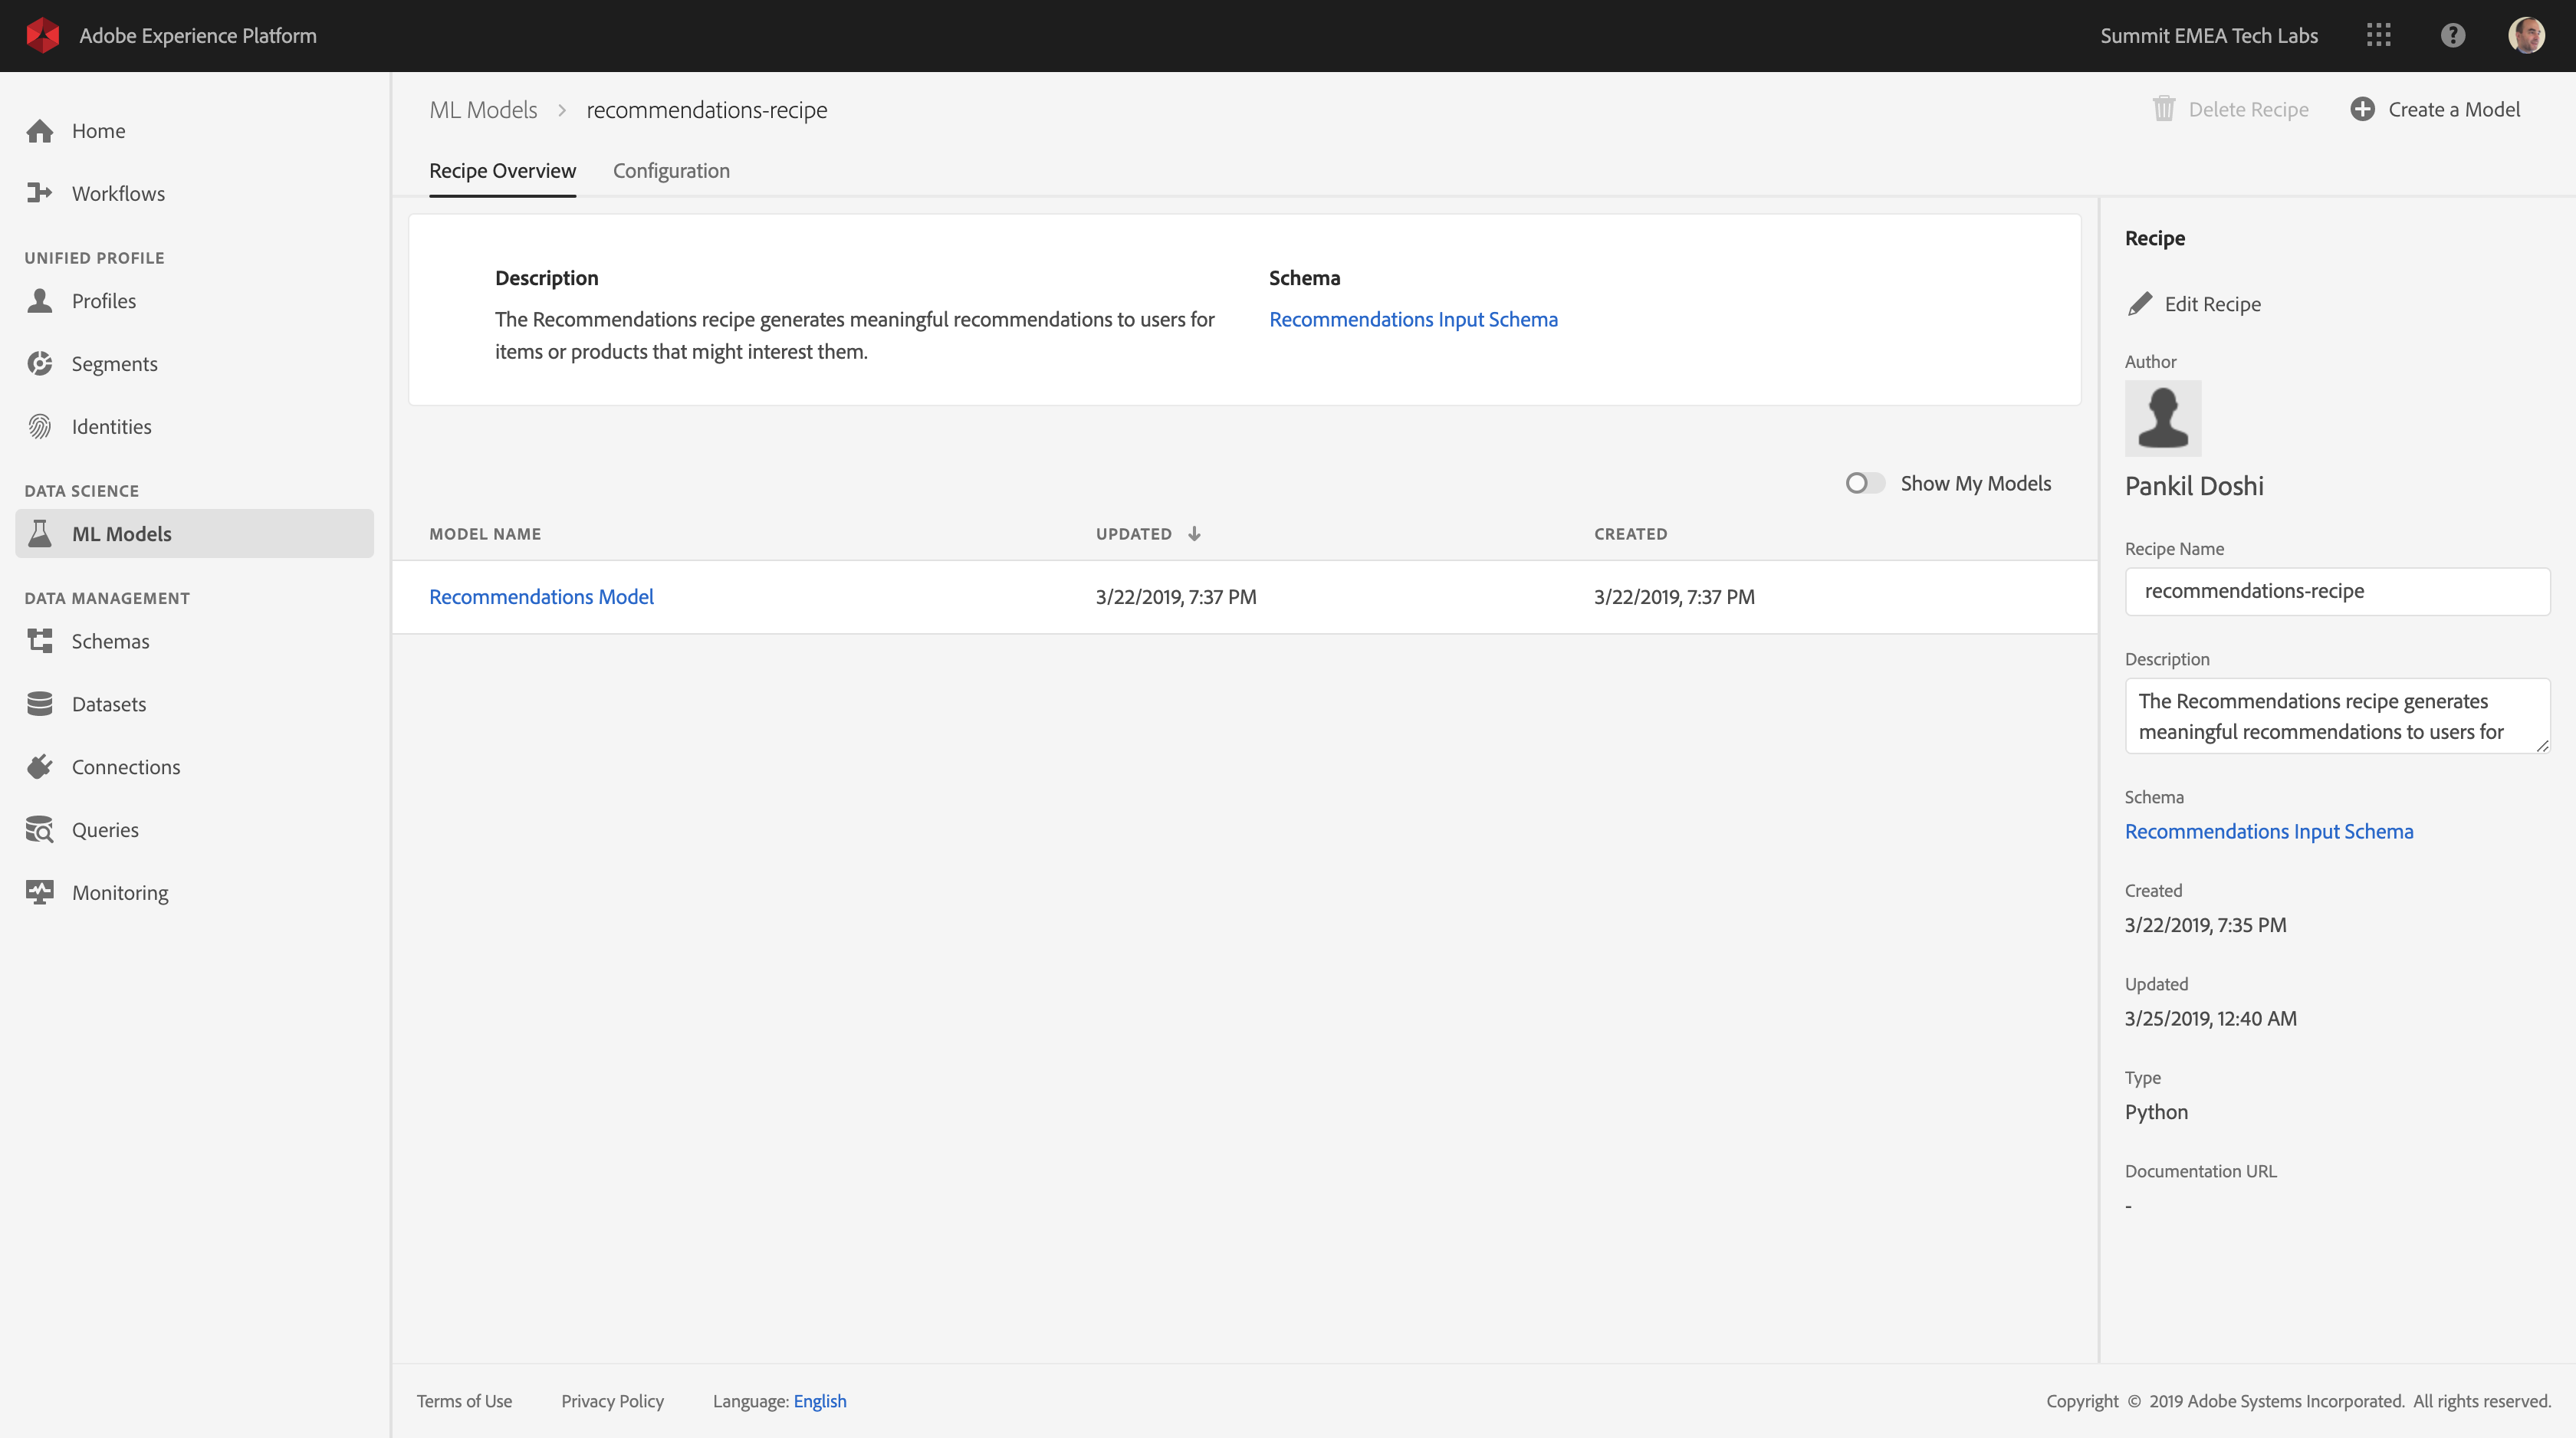 Adobe Experience Platform
Summit EMEA Tech Labs
Home
Workflows
UNIFIED PROFILE
Profiles
Segments
Identities
DATA SCIENCE
ML Models
DATA MANAGEMENT
Schemas
Datasets
Connections
Queries
Monitoring
ML Models > recommendations-recipe
Delete Recipe
Create a Model
Recipe Overview
Configuration
Description
The Recommendations recipe generates meaningful recommendations to users for
items or products that might interest them.
Schema
Recommendations Input Schema
Show My Models
MODEL NAME UPDATED CREATED
Recommendations Model 3/22/2019, 7:37 PM 3/22/2019, 7:37 PM
Recipe
Edit Recipe
Author
Pankil Doshi
Recipe Name
recommendations-recipe
Description
The Recommendations recipe generates
meaningful recommendations to users for
Schema
Recommendations Input Schema
Created
3/22/2019, 7:35 PM
Updated
3/25/2019, 12:40 AM
Type
Python
Documentation URL
-
Terms of Use Privacy Policy Language: English
Copyright © 2019 Adobe Systems Incorporated. All rights reserved.